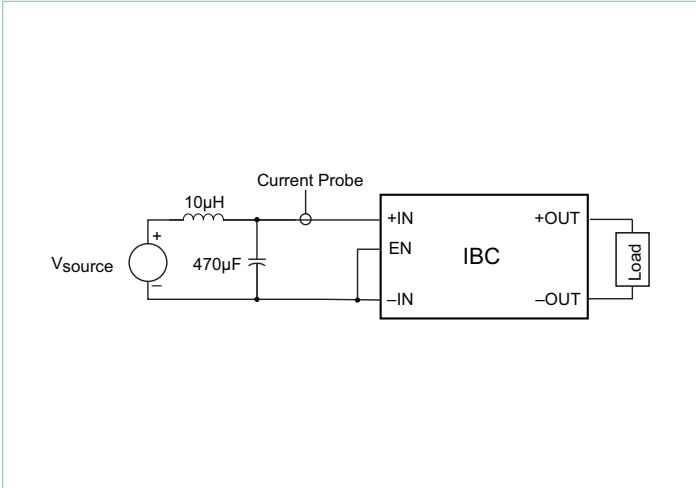 Current Probe
10µH
+IN
+OUT
+
EN
IBC
Load
Vsource
470µF
–
–IN
–OUT